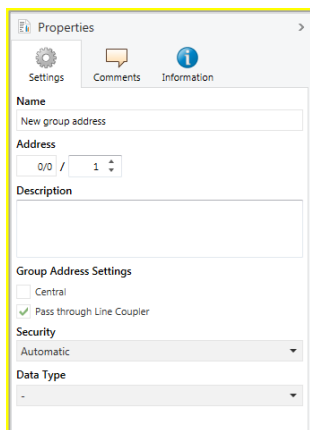 Properties
Settings Comments Information
Name
New group address
Address
0/0 / 1
Description
Group Address Settings
Central
Pass through Line Coupler
Security
Automatic
Data Type
-